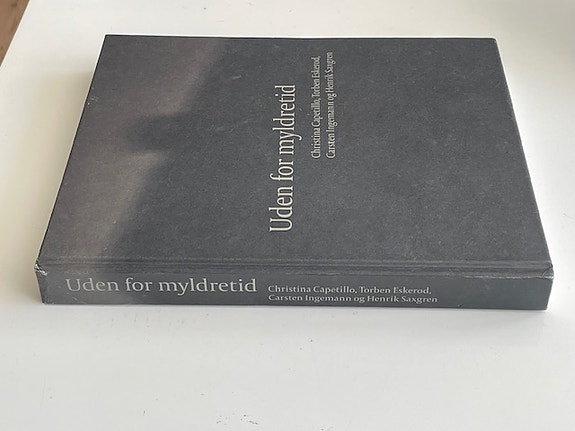 Uden for myldretid
Christina Capetillo, Torben Eskerod,
Carsten Ingemann og Henrik Saxgren
Uden for myldretid
Christina Capetillo, Torben Eskerod,
Carsten Ingemann og Henrik Saxgren